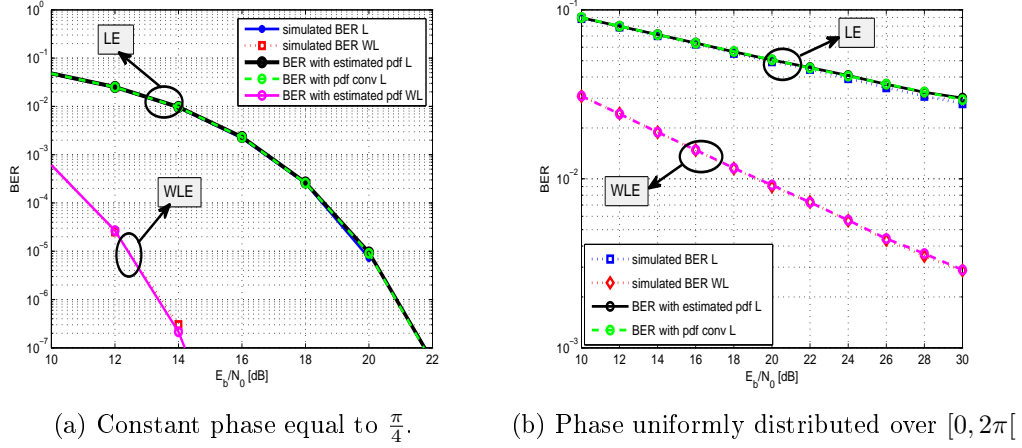 10^0
10^-1
10^-2
10^-3
10^-4
10^-5
10^-6
10^-7
BER
10 12 14 16 18 20 22
E_b/N_0 [dB]
LE
WLE
simulated BER L
simulated BER WL
BER with estimated pdf L
BER with pdf conv L
BER with estimated pdf WL
(a) Constant phase equal to π/4.
10^-1
10^-2
10^-3
BER
10 12 14 16 18 20 22 24 26 28 30
E_b/N_0 [dB]
LE
WLE
simulated BER L
simulated BER WL
BER with estimated pdf L
BER with pdf conv L
(b) Phase uniformly distributed over [0, 2π[